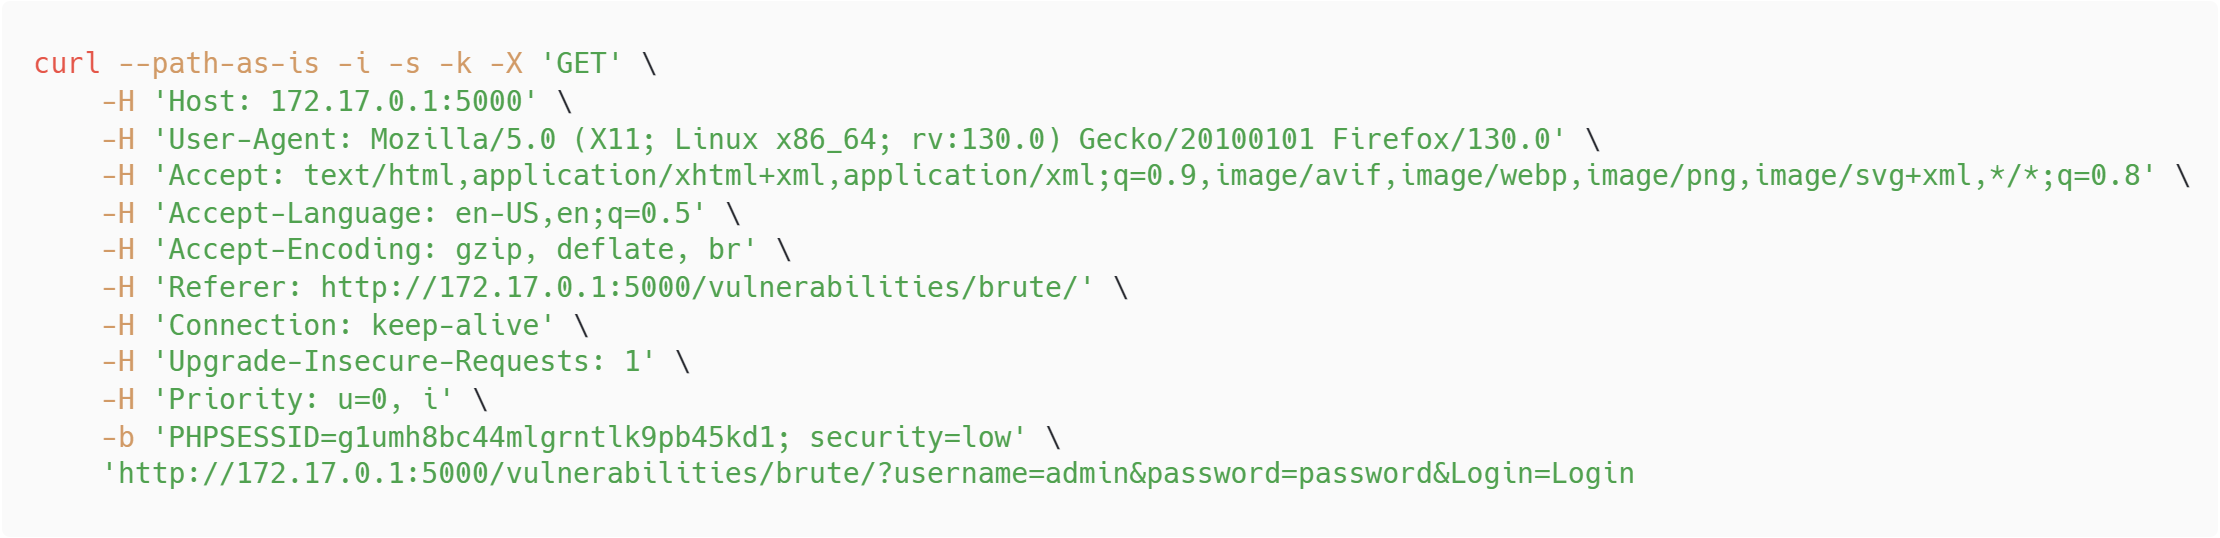 curl --path-as-is -i -s -k -X 'GET' \
    -H 'Host: 172.17.0.1:5000' \
    -H 'User-Agent: Mozilla/5.0 (X11; Linux x86_64; rv:130.0) Gecko/20100101 Firefox/130.0' \
    -H 'Accept: text/html,application/xhtml+xml,application/xml;q=0.9,image/avif,image/webp,image/png,image/svg+xml,*/*;q=0.8' \
    -H 'Accept-Language: en-US,en;q=0.5' \
    -H 'Accept-Encoding: gzip, deflate, br' \
    -H 'Referer: http://172.17.0.1:5000/vulnerabilities/brute/' \
    -H 'Connection: keep-alive' \
    -H 'Upgrade-Insecure-Requests: 1' \
    -H 'Priority: u=0, i' \
    -b 'PHPSESSID=g1umh8bc44mlgrntlk9pb45kd1; security=low' \
    'http://172.17.0.1:5000/vulnerabilities/brute/?username=admin&password=password&Login=Login